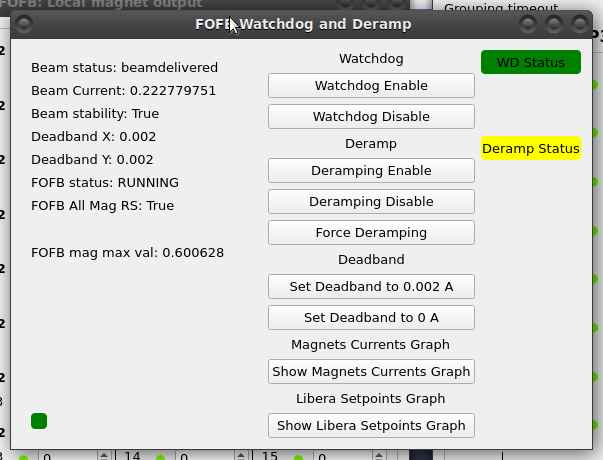 FOFB: Local magnet output
Grouping timeout
FOFB Watchdog and Deramp
Beam status: beamdelivered
Beam Current: 0.222779751
Beam stability: True
Deadband X: 0.002
Deadband Y: 0.002
FOFB status: RUNNING
FOFB All Mag RS: True
FOFB mag max val: 0.600628
Watchdog
Watchdog Enable
Watchdog Disable
Deramp
Deramping Enable
Deramping Disable
Force Deramping
Deadband
Set Deadband to 0.002 A
Set Deadband to 0 A
Magnets Currents Graph
Show Magnets Currents Graph
Libera Setpoints Graph
Show Libera Setpoints Graph
WD Status
Deramp Status
0 14 0 15 0